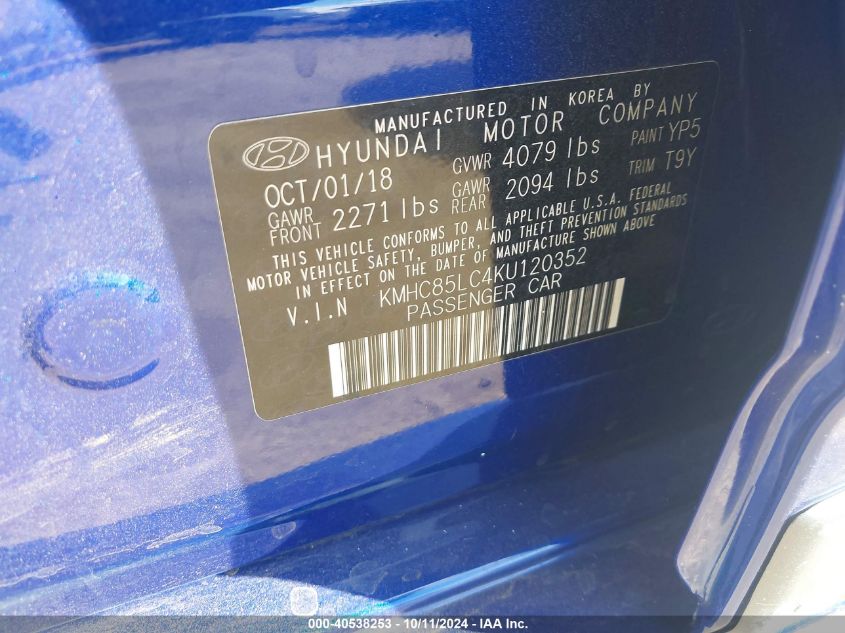 MANUFACTURED IN KOREA BY
HYUNDAI MOTOR COMPANY
OCT/01/18 GVWR 4079 lbs PAINT YP5
GAWR FRONT 2271 lbs GAWR REAR 2094 lbs TRIM T9Y
THIS VEHICLE CONFORMS TO ALL APPLICABLE U.S.A. FEDERAL
MOTOR VEHICLE SAFETY, BUMPER, AND THEFT PREVENTION STANDARDS
IN EFFECT ON THE DATE OF MANUFACTURE SHOWN ABOVE
V.I.N KMHC85LC4KU120352
PASSENGER CAR
000-40538253 - 10/11/2024 - IAA Inc.